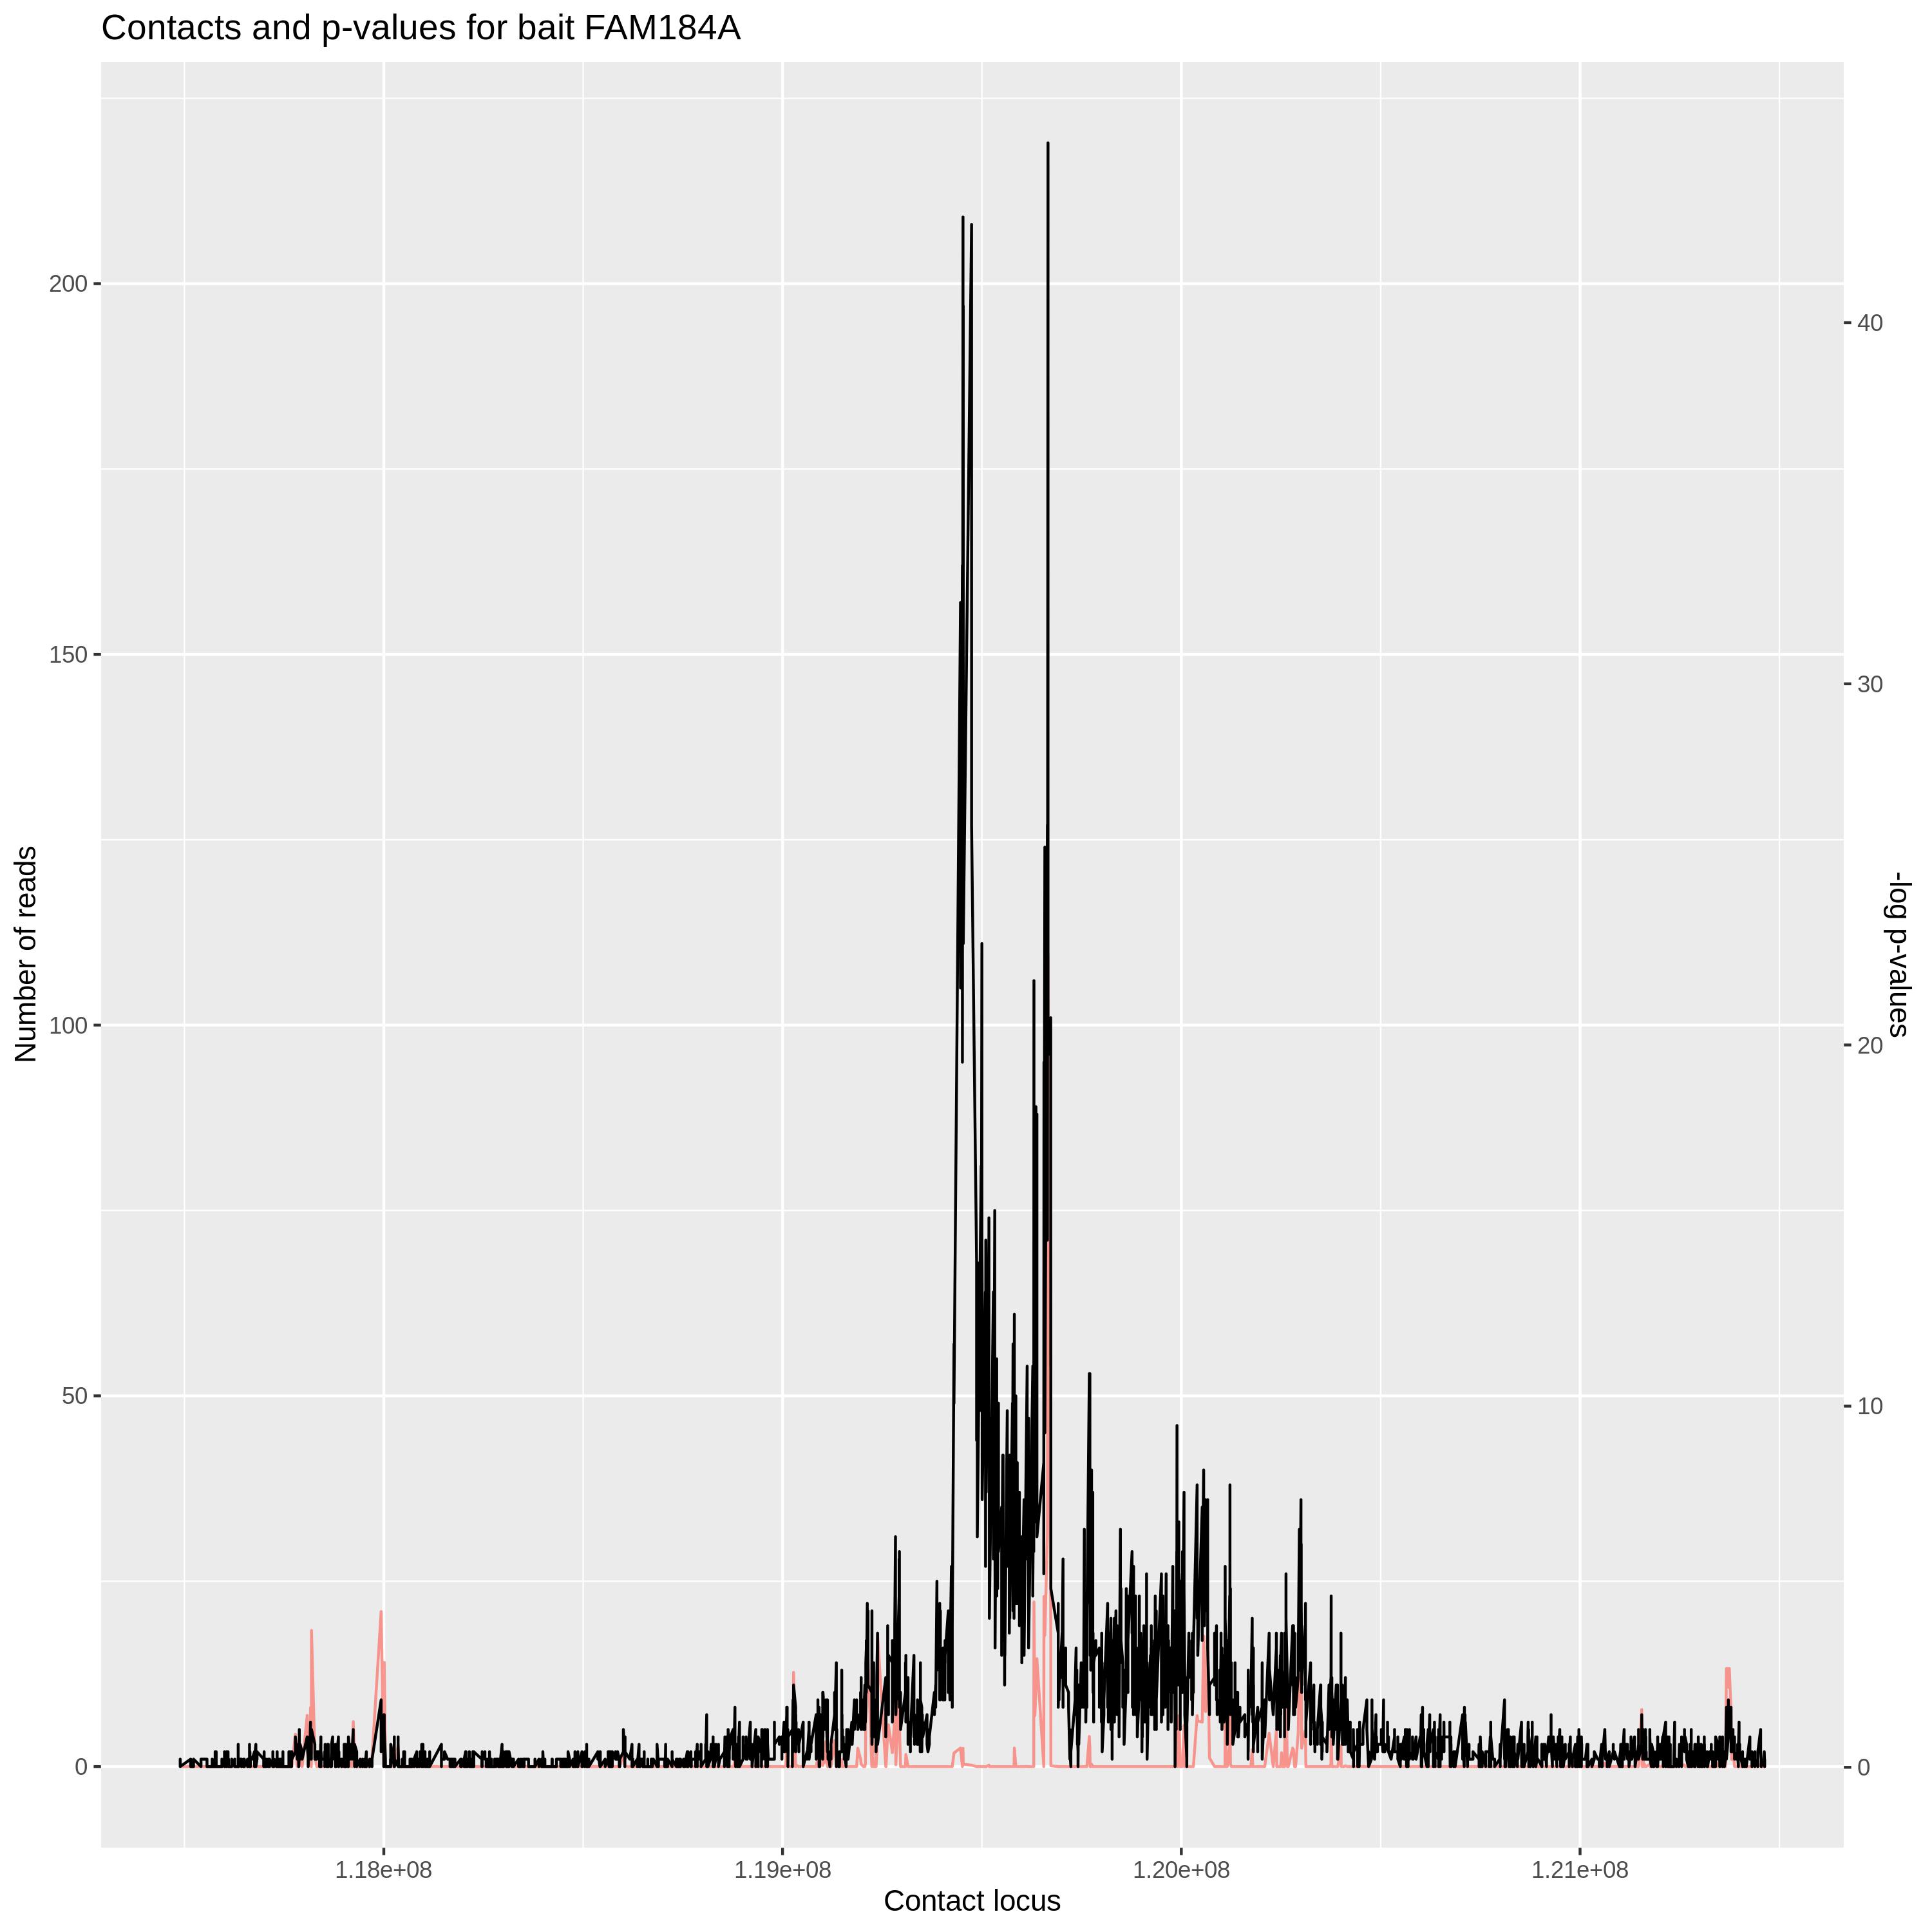 Contacts and p-values for bait FAM184A
Number of reads
200
150
100
50
0
40
30
20
10
0
-log p-values
1.18e+08
1.19e+08
1.20e+08
1.21e+08
Contact locus